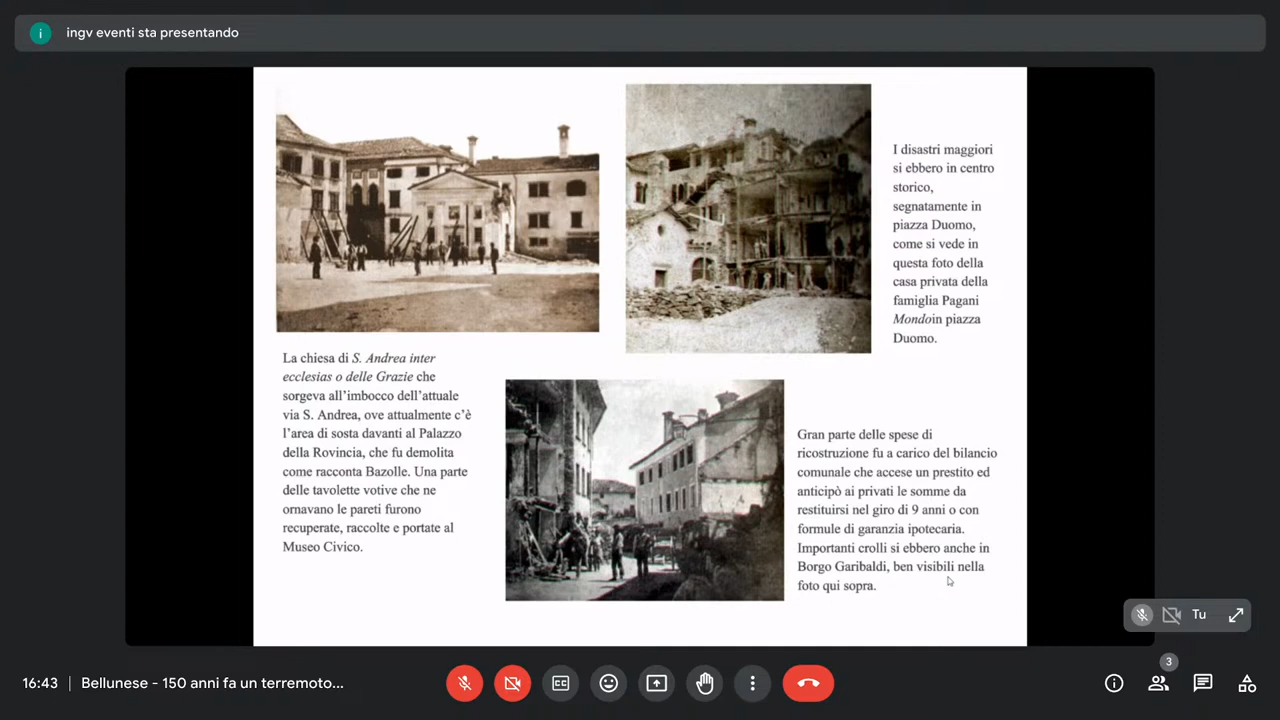 ingv eventi sta presentando
I disastri maggiori
si ebbero in centro
storico,
segnatamente in
piazza Duomo,
come si vede in
questa foto della
casa privata della
famiglia Pagani
Mondoin piazza
Duomo.
La chiesa di S. Andrea inter
ecclesias o delle Grazie che
sorgeva all'imbocco dell'attuale
via S. Andrea, ove attualmente c'è
l'area di sosta davanti al Palazzo
della Rovincia, che fu demolita
come racconta Bazolle. Una parte
delle tavolette votive che ne
ornavano le pareti furono
recuperate, raccolte e portate al
Museo Civico.
Gran parte delle spese di
ricostruzione fu a carico del bilancio
comunale che accese un prestito ed
anticipò ai privati le somme da
restituirsi nel giro di 9 anni o con
formule di garanzia ipotecaria.
Importanti crolli si ebbero anche in
Borgo Garibaldi, ben visibili nella
foto qui sopra.
Tu
16:43 | Bellunese - 150 anni fa un terremoto...
3